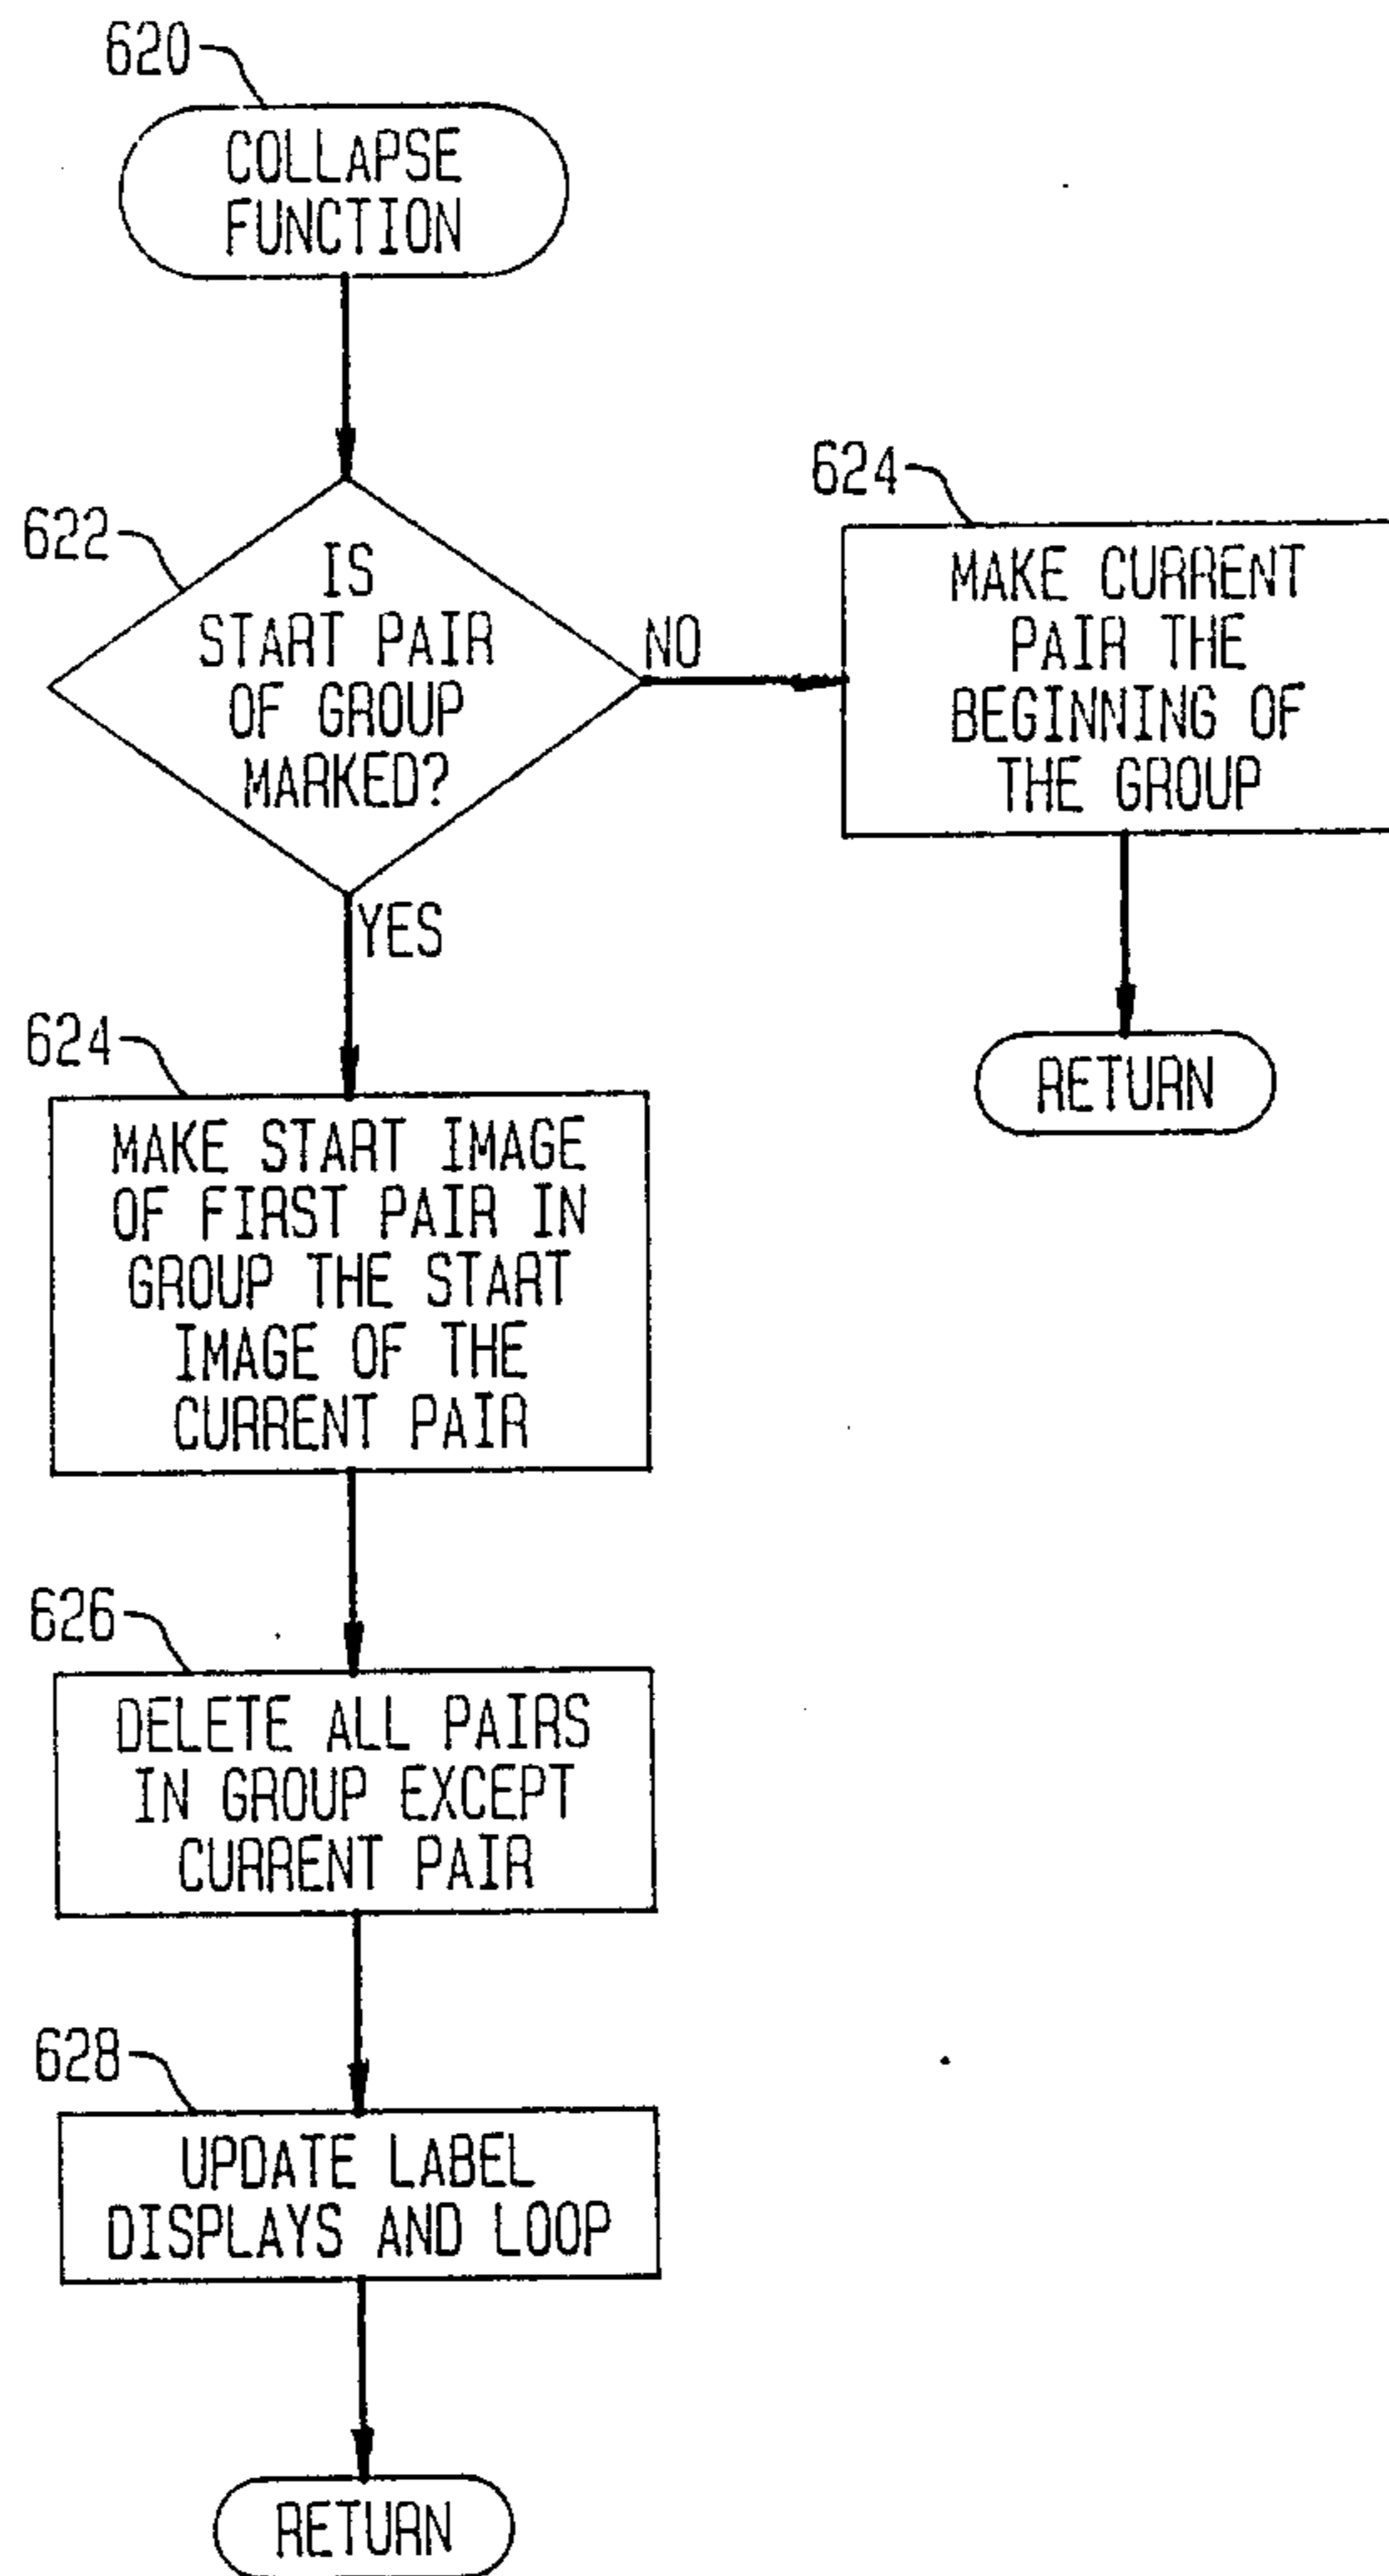 620
COLLAPSE
FUNCTION
622
IS
START PAIR
OF GROUP
MARKED?
NO
624
MAKE CURRENT
PAIR THE
BEGINNING OF
THE GROUP
RETURN
YES
624
MAKE START IMAGE
OF FIRST PAIR IN
GROUP THE START
IMAGE OF THE
CURRENT PAIR
626
DELETE ALL PAIRS
IN GROUP EXCEPT
CURRENT PAIR
628
UPDATE LABEL
DISPLAYS AND LOOP
RETURN